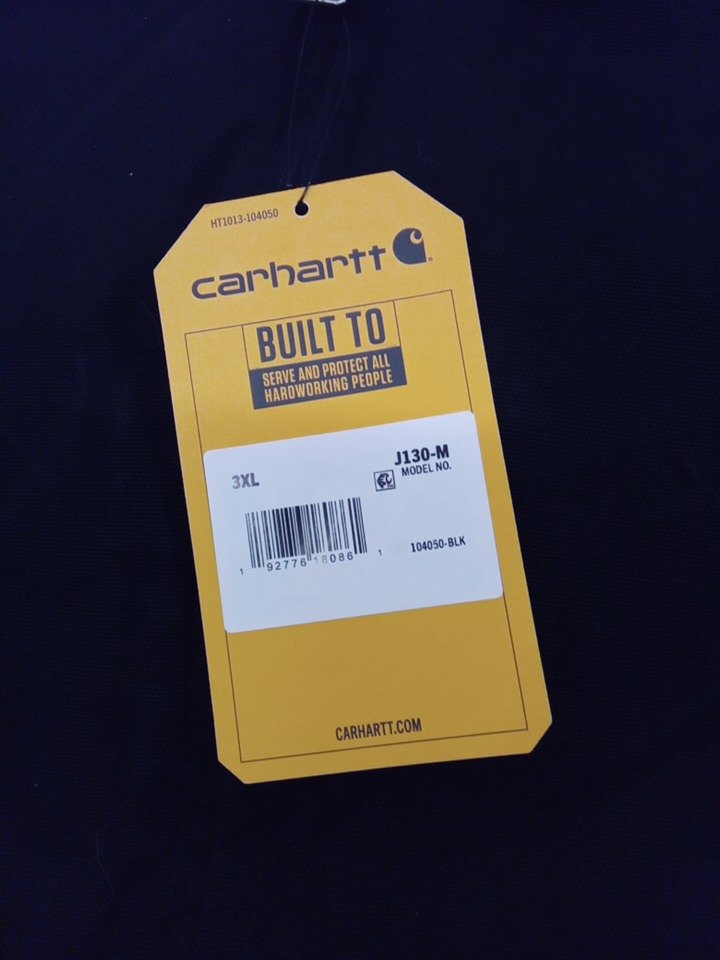 HT1013-104050
carhartt
BUILT TO
SERVE AND PROTECT ALL
HARDWORKING PEOPLE
3XL
J130-M
MODEL NO.
104050-BLK
1 92776 18086 1
CARHARTT.COM